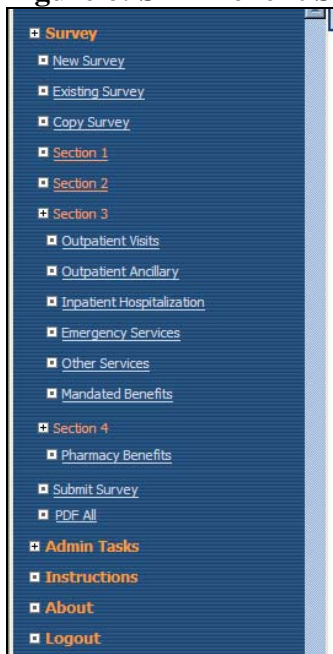 Survey
New Survey
Existing Survey
Copy Survey
Section 1
Section 2
Section 3
Outpatient Visits
Outpatient Ancillary
Inpatient Hospitalization
Emergency Services
Other Services
Mandated Benefits
Section 4
Pharmacy Benefits
Submit Survey
PDF All
Admin Tasks
Instructions
About
Logout